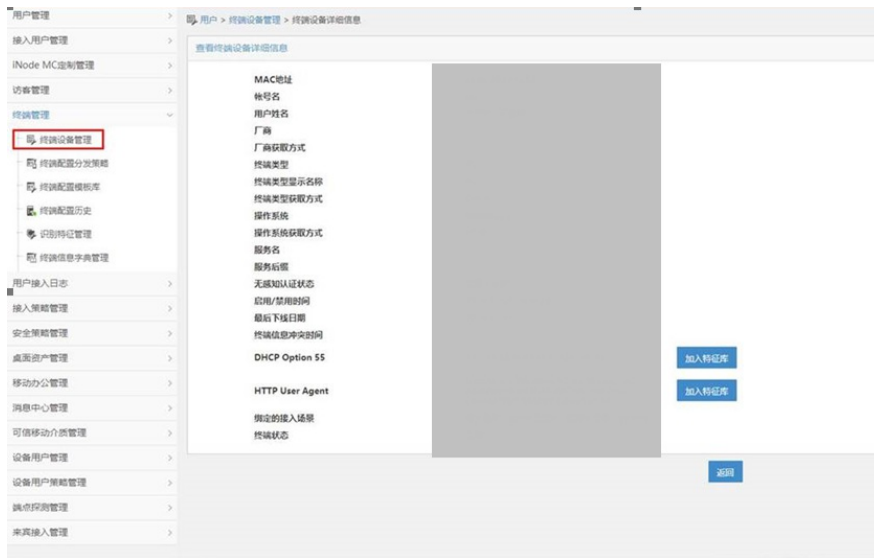 用户管理
接入用户管理
iNode MC定制管理
访客管理
终端管理
终端设备管理
终端配置分发策略
终端配置模板库
终端配置历史
识别特征管理
终端信息字典管理
用户接入日志
接入策略管理
安全策略管理
桌面资产管理
移动办公管理
消息中心管理
可信移动介质管理
设备用户管理
设备用户策略管理
端点探测管理
来宾接入管理
用户 > 终端设备管理 > 终端设备详细信息
查看终端设备详细信息
MAC地址
帐号名
用户姓名
厂商
厂商获取方式
终端类型
终端类型显示名称
终端类型获取方式
操作系统
操作系统获取方式
服务名
服务后缀
无感知认证状态
启用/禁用时间
最后下线日期
终端信息冲突时间
DHCP Option 55 加入特征库
HTTP User Agent 加入特征库
绑定的接入场景
终端状态
返回